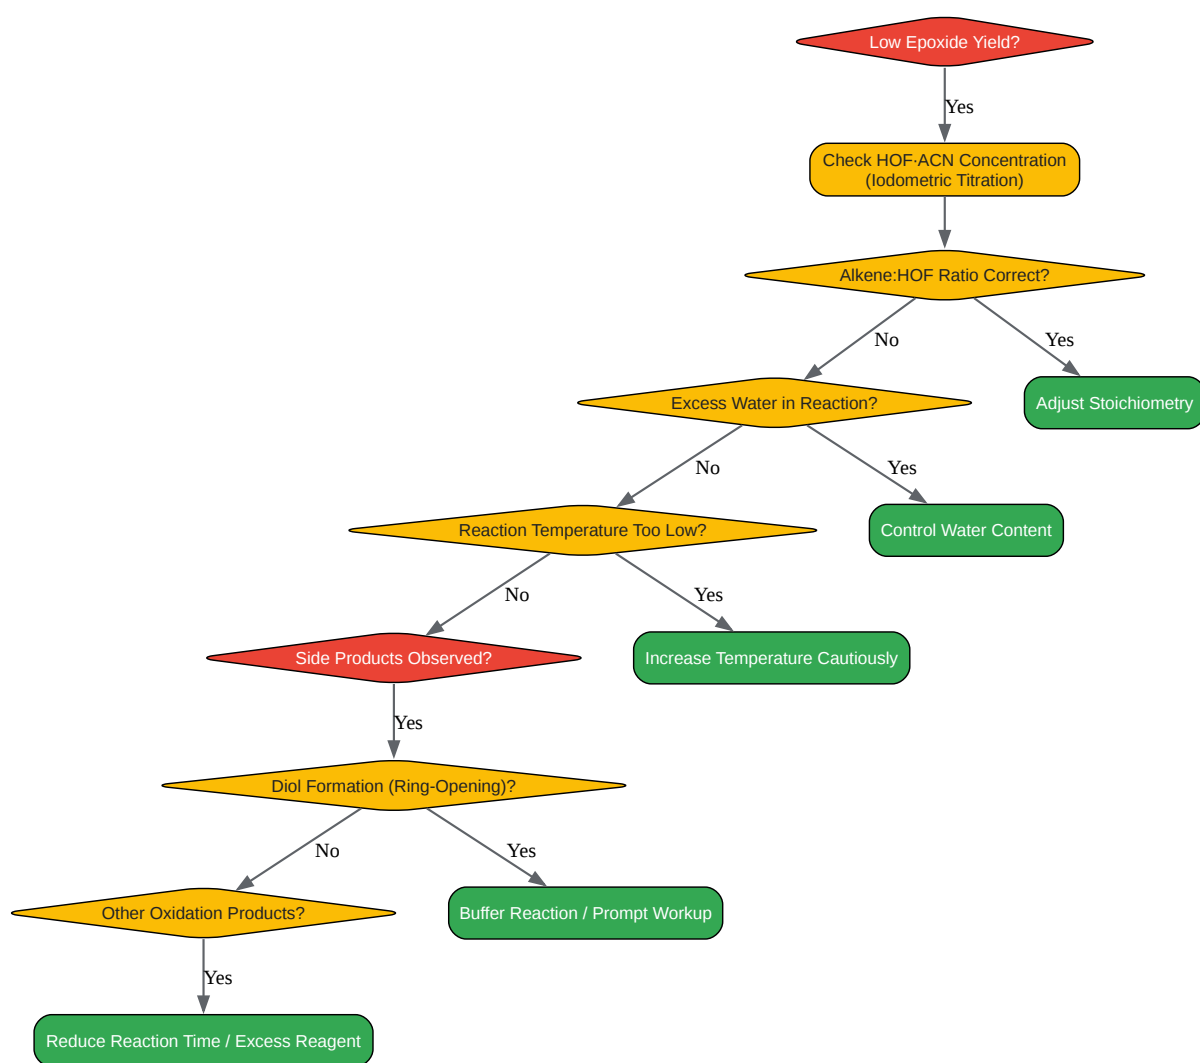 Low Epoxide Yield?
Yes
Check HOF·ACN Concentration
(Iodometric Titration)
Alkene:HOF Ratio Correct?
No
Yes
Excess Water in Reaction?
Adjust Stoichiometry
No
Yes
Reaction Temperature Too Low?
Control Water Content
No
Yes
Side Products Observed?
Increase Temperature Cautiously
Yes
Diol Formation (Ring-Opening)?
No
Yes
Other Oxidation Products?
Buffer Reaction / Prompt Workup
Yes
Reduce Reaction Time / Excess Reagent